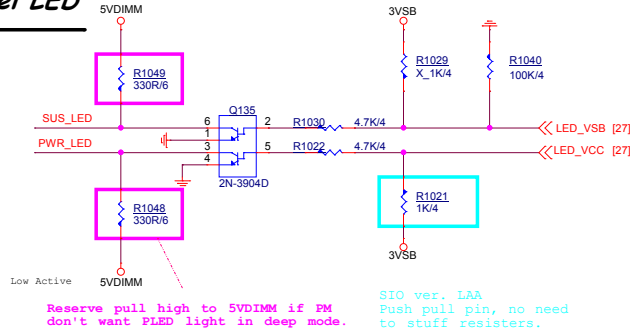 er LED
5VDIMM
3VSB
R1049
330R/6
R1029
X_1K/4
R1040
100K/4
Q135
SUS_LED
6
2
R1030
4.7K/4
LED_VSB [27]
1
PWR_LED
3
5
R1022
4.7K/4
LED_VCC [27]
4
2N-3904D
R1048
330R/6
R1021
1K/4
3VSB
Low Active
5VDIMM
Reserve pull high to 5VDIMM if PM
don't want PLED light in deep mode.
SIO ver. LAA
Push pull pin, no need
to stuff resisters.